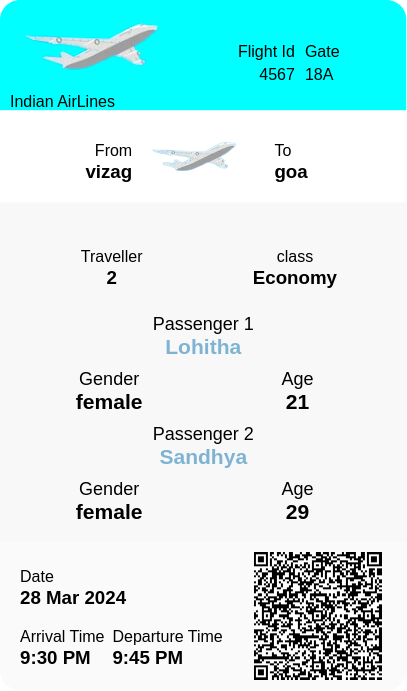 Flight Id Gate
4567 18A
Indian AirLines
From To
vizag goa
Traveller class
2 Economy
Passenger 1
Lohitha
Gender Age
female 21
Passenger 2
Sandhya
Gender Age
female 29
Date
28 Mar 2024
Arrival Time Departure Time
9:30 PM 9:45 PM